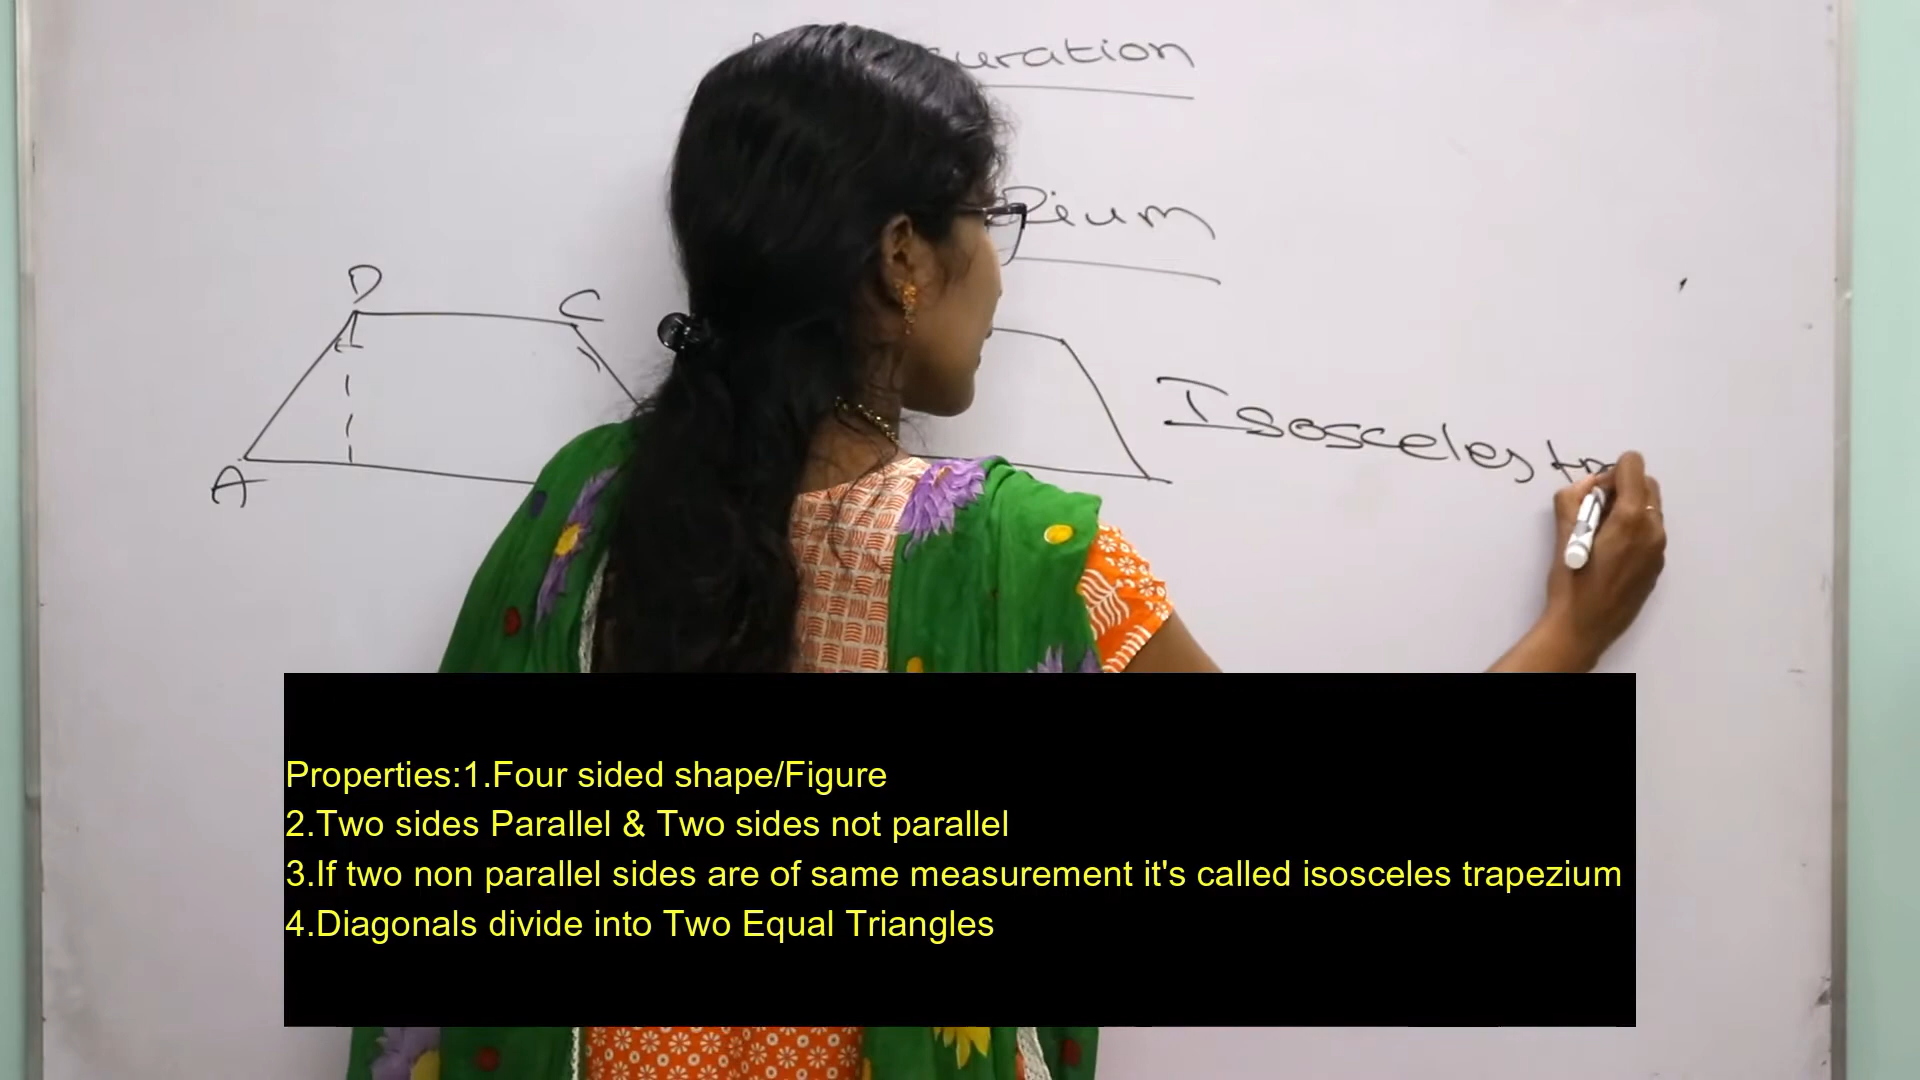 uration
zium
D
C
A
Isosceles tra
Properties:1.Four sided shape/Figure
2.Two sides Parallel & Two sides not parallel
3.If two non parallel sides are of same measurement it's called isosceles trapezium
4.Diagonals divide into Two Equal Triangles